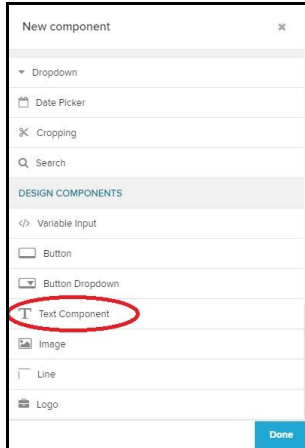 New component
Dropdown
Date Picker
Cropping
Search
DESIGN COMPONENTS
Variable Input
Button
Button Dropdown
Text Component
Image
Line
Logo
Done